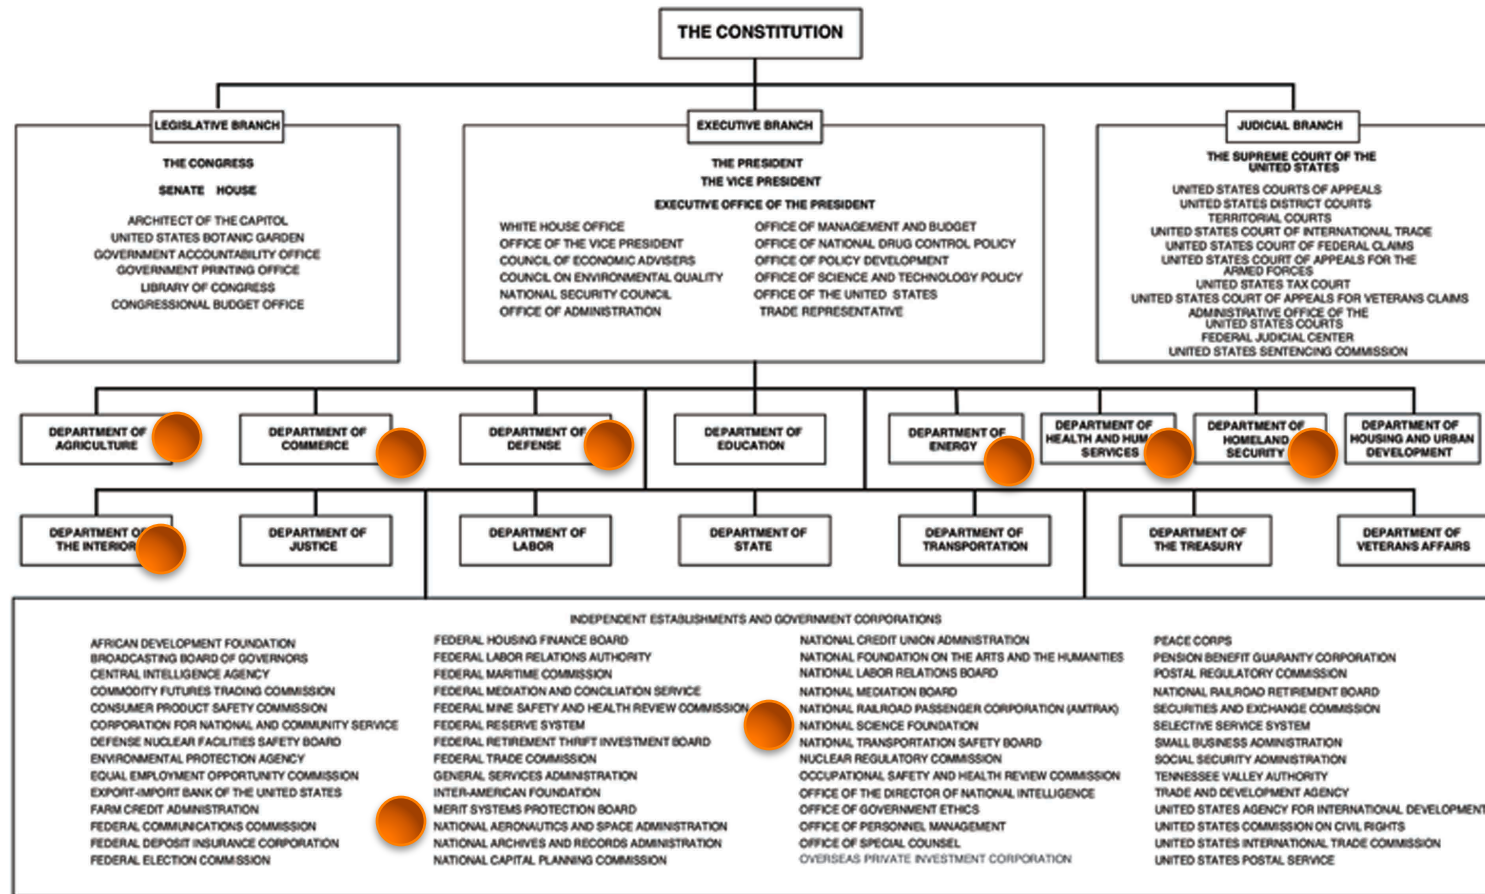 THE CONSTITUTION
LEGISLATIVE BRANCH
THE CONGRESS
SENATE HOUSE
ARCHITECT OF THE CAPITOL
UNITED STATES BOTANIC GARDEN
GOVERNMENT ACCOUNTABILITY OFFICE
GOVERNMENT PRINTING OFFICE
LIBRARY OF CONGRESS
CONGRESSIONAL BUDGET OFFICE
EXECUTIVE BRANCH
THE PRESIDENT
THE VICE PRESIDENT
EXECUTIVE OFFICE OF THE PRESIDENT
WHITE HOUSE OFFICE
OFFICE OF THE VICE PRESIDENT
COUNCIL OF ECONOMIC ADVISERS
COUNCIL ON ENVIRONMENTAL QUALITY
NATIONAL SECURITY COUNCIL
OFFICE OF ADMINISTRATION
OFFICE OF MANAGEMENT AND BUDGET
OFFICE OF NATIONAL DRUG CONTROL POLICY
OFFICE OF POLICY DEVELOPMENT
OFFICE OF SCIENCE AND TECHNOLOGY POLICY
OFFICE OF THE UNITED STATES
TRADE REPRESENTATIVE
JUDICIAL BRANCH
THE SUPREME COURT OF THE
UNITED STATES
UNITED STATES COURTS OF APPEALS
UNITED STATES DISTRICT COURTS
TERRITORIAL COURTS
UNITED STATES COURT OF INTERNATIONAL TRADE
UNITED STATES COURT OF FEDERAL CLAIMS
UNITED STATES COURT OF APPEALS FOR THE
ARMED FORCES
UNITED STATES TAX COURT
UNITED STATES COURT OF APPEALS FOR VETERANS CLAIMS
ADMINISTRATIVE OFFICE OF THE
UNITED STATES COURTS
FEDERAL JUDICIAL CENTER
UNITED STATES SENTENCING COMMISSION
DEPARTMENT OF
AGRICULTURE
DEPARTMENT OF
COMMERCE
DEPARTMENT OF
DEFENSE
DEPARTMENT OF
EDUCATION
DEPARTMENT OF
ENERGY
DEPARTMENT OF
HEALTH AND HUM
SERVICES
DEPARTMENT OF
HOMELAND
SECURITY
DEPARTMENT OF
HOUSING AND URBAN
DEVELOPMENT
DEPARTMENT OF
THE INTERIOR
DEPARTMENT OF
JUSTICE
DEPARTMENT OF
LABOR
DEPARTMENT OF
STATE
DEPARTMENT OF
TRANSPORTATION
DEPARTMENT OF
THE TREASURY
DEPARTMENT OF
VETERANS AFFAIRS
INDEPENDENT ESTABLISHMENTS AND GOVERNMENT CORPORATIONS
AFRICAN DEVELOPMENT FOUNDATION
BROADCASTING BOARD OF GOVERNORS
CENTRAL INTELLIGENCE AGENCY
COMMODITY FUTURES TRADING COMMISSION
CONSUMER PRODUCT SAFETY COMMISSION
CORPORATION FOR NATIONAL AND COMMUNITY SERVICE
DEFENSE NUCLEAR FACILITIES SAFETY BOARD
ENVIRONMENTAL PROTECTION AGENCY
EQUAL EMPLOYMENT OPPORTUNITY COMMISSION
EXPORT-IMPORT BANK OF THE UNITED STATES
FARM CREDIT ADMINISTRATION
FEDERAL COMMUNICATIONS COMMISSION
FEDERAL DEPOSIT INSURANCE CORPORATION
FEDERAL ELECTION COMMISSION
FEDERAL HOUSING FINANCE BOARD
FEDERAL LABOR RELATIONS AUTHORITY
FEDERAL MARITIME COMMISSION
FEDERAL MEDIATION AND CONCILIATION SERVICE
FEDERAL MINE SAFETY AND HEALTH REVIEW COMMISSION
FEDERAL RESERVE SYSTEM
FEDERAL RETIREMENT THRIFT INVESTMENT BOARD
FEDERAL TRADE COMMISSION
GENERAL SERVICES ADMINISTRATION
INTER-AMERICAN FOUNDATION
MERIT SYSTEMS PROTECTION BOARD
NATIONAL AERONAUTICS AND SPACE ADMINISTRATION
NATIONAL ARCHIVES AND RECORDS ADMINISTRATION
NATIONAL CAPITAL PLANNING COMMISSION
NATIONAL CREDIT UNION ADMINISTRATION
NATIONAL FOUNDATION ON THE ARTS AND THE HUMANITIES
NATIONAL LABOR RELATIONS BOARD
NATIONAL MEDIATION BOARD
NATIONAL RAILROAD PASSENGER CORPORATION (AMTRAK)
NATIONAL SCIENCE FOUNDATION
NATIONAL TRANSPORTATION SAFETY BOARD
NUCLEAR REGULATORY COMMISSION
OCCUPATIONAL SAFETY AND HEALTH REVIEW COMMISSION
OFFICE OF THE DIRECTOR OF NATIONAL INTELLIGENCE
OFFICE OF GOVERNMENT ETHICS
OFFICE OF PERSONNEL MANAGEMENT
OFFICE OF SPECIAL COUNSEL
OVERSEAS PRIVATE INVESTMENT CORPORATION
PEACE CORPS
PENSION BENEFIT GUARANTY CORPORATION
POSTAL REGULATORY COMMISSION
NATIONAL RAILROAD RETIREMENT BOARD
SECURITIES AND EXCHANGE COMMISSION
SELECTIVE SERVICE SYSTEM
SMALL BUSINESS ADMINISTRATION
SOCIAL SECURITY ADMINISTRATION
TENNESSEE VALLEY AUTHORITY
TRADE AND DEVELOPMENT AGENCY
UNITED STATES AGENCY FOR INTERNATIONAL DEVELOPMENT
UNITED STATES COMMISSION ON CIVIL RIGHTS
UNITED STATES INTERNATIONAL TRADE COMMISSION
UNITED STATES POSTAL SERVICE